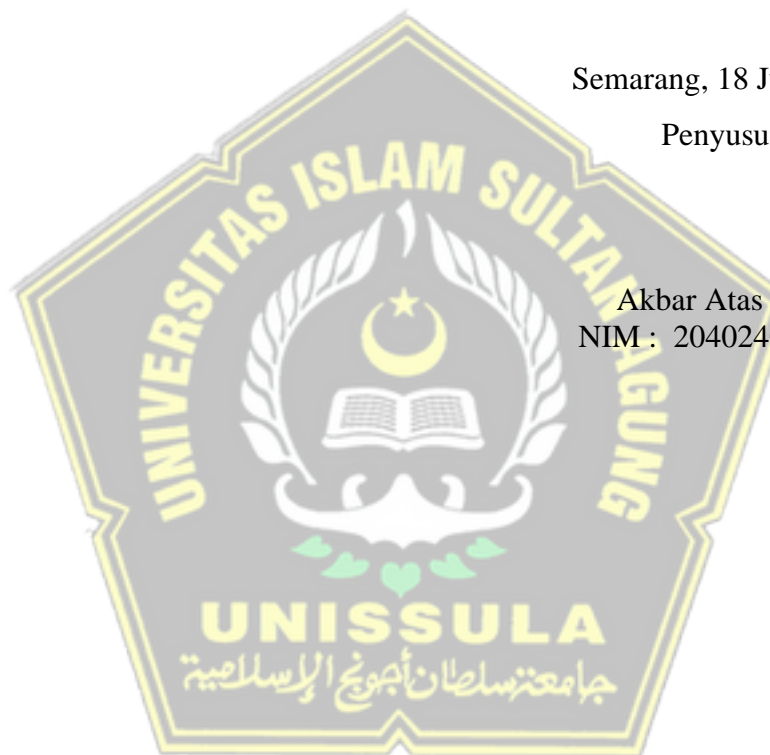 Semarang, 18 J
Penyusu
UNIVERSITAS ISLAM SULTAN AGUNG
Akbar Atas
NIM : 204024
UNISSULA
جامعة سلطان أجونج الإسلامية